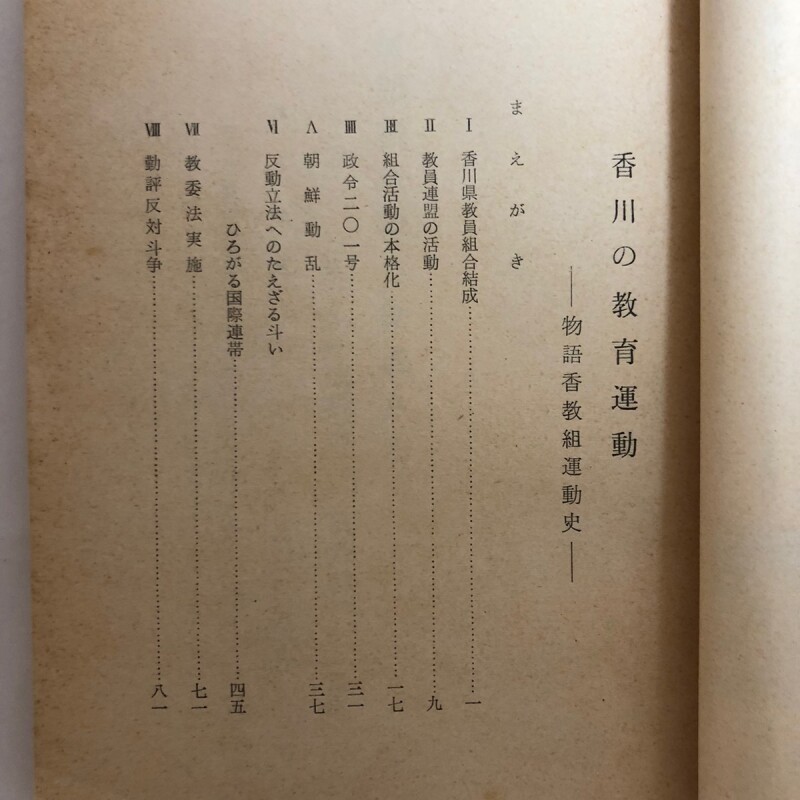 香川の教育運動
――物語香教組運動史――
まえがき
Ⅰ 香川県教員組合結成……………………一
Ⅱ 教員連盟の活動……………………九
Ⅳ 組合活動の本格化……………………一七
Ⅲ 政令二〇一号……………………三一
Ⅴ 朝鮮動乱……………………三七
Ⅵ 反動立法へのたえざる斗い
ひろがる国際連帯……………………四五
Ⅶ 教委法実施……………………七一
Ⅷ 勤評反対斗争……………………八一